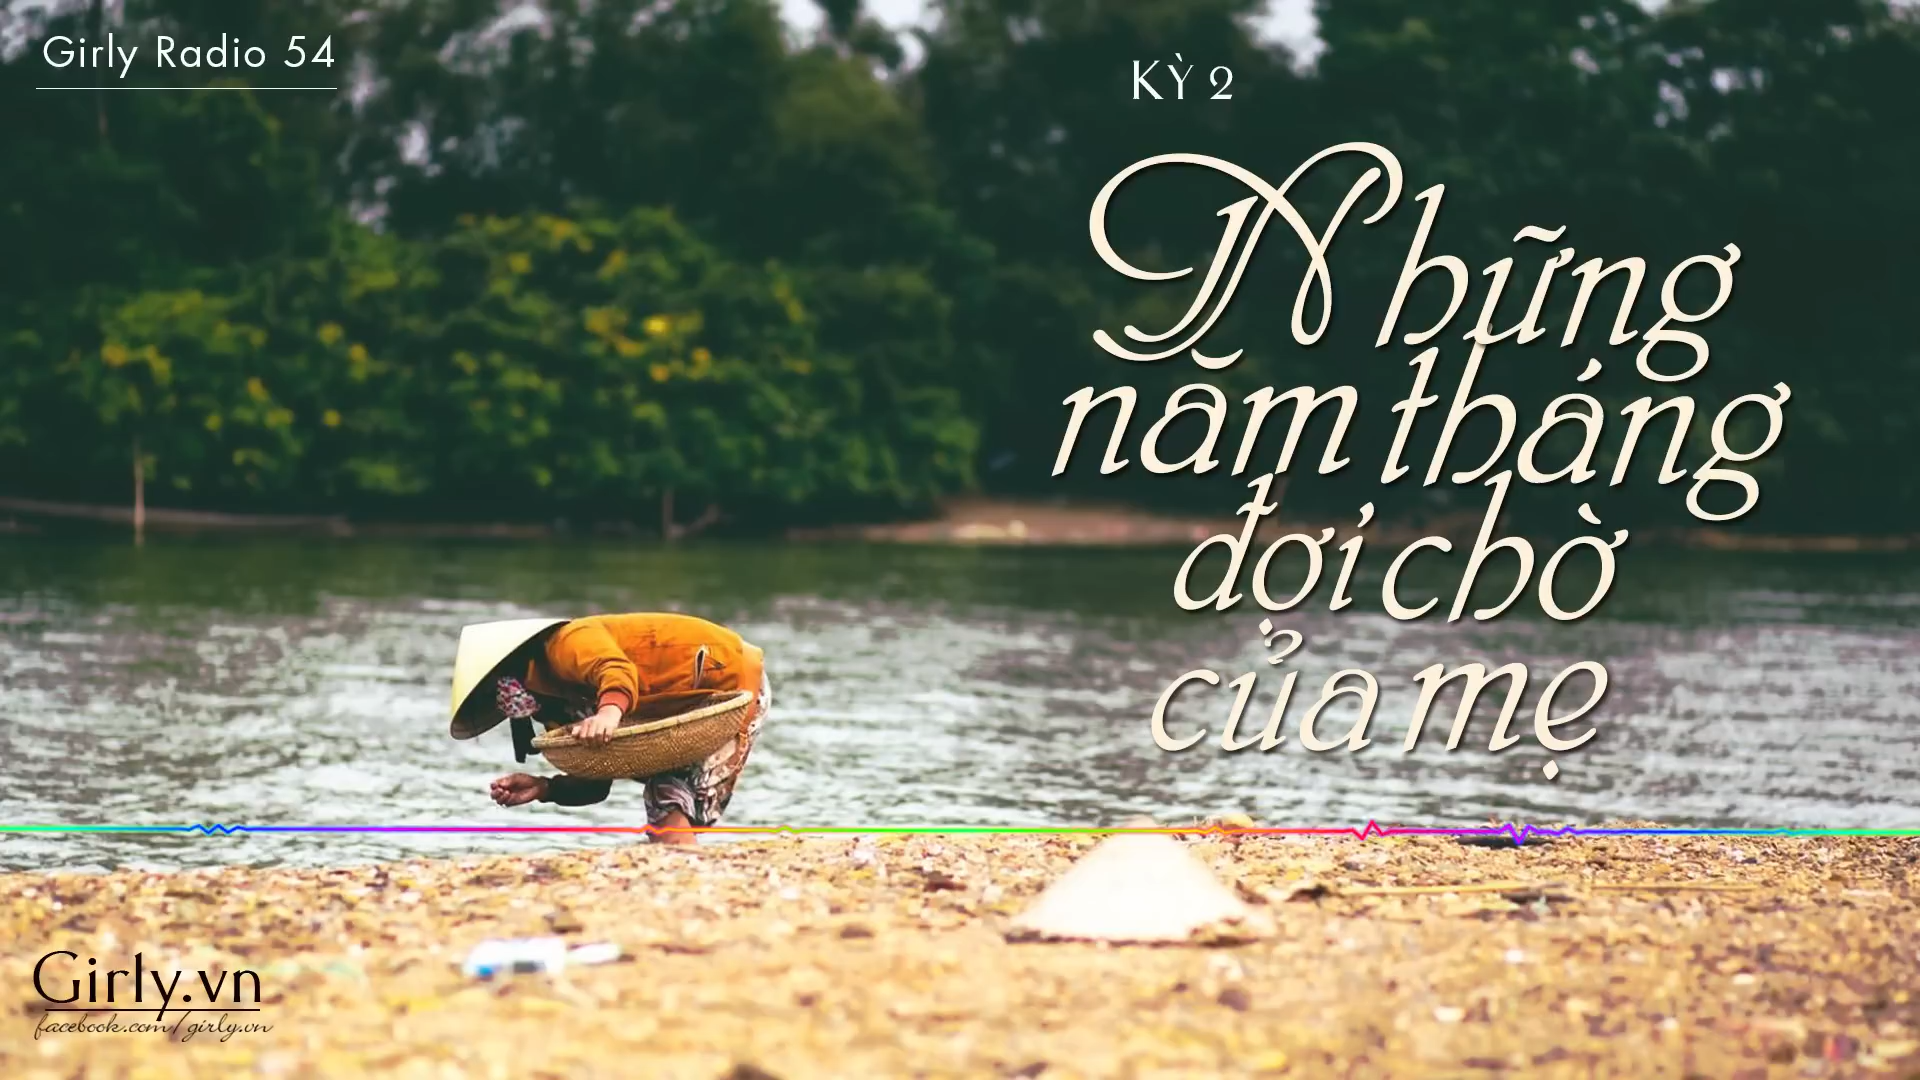 Girly Radio 54
KỲ 2
Những
năm tháng
đợi chờ
của mẹ
Girly.vn
facebook.com/girly.vn